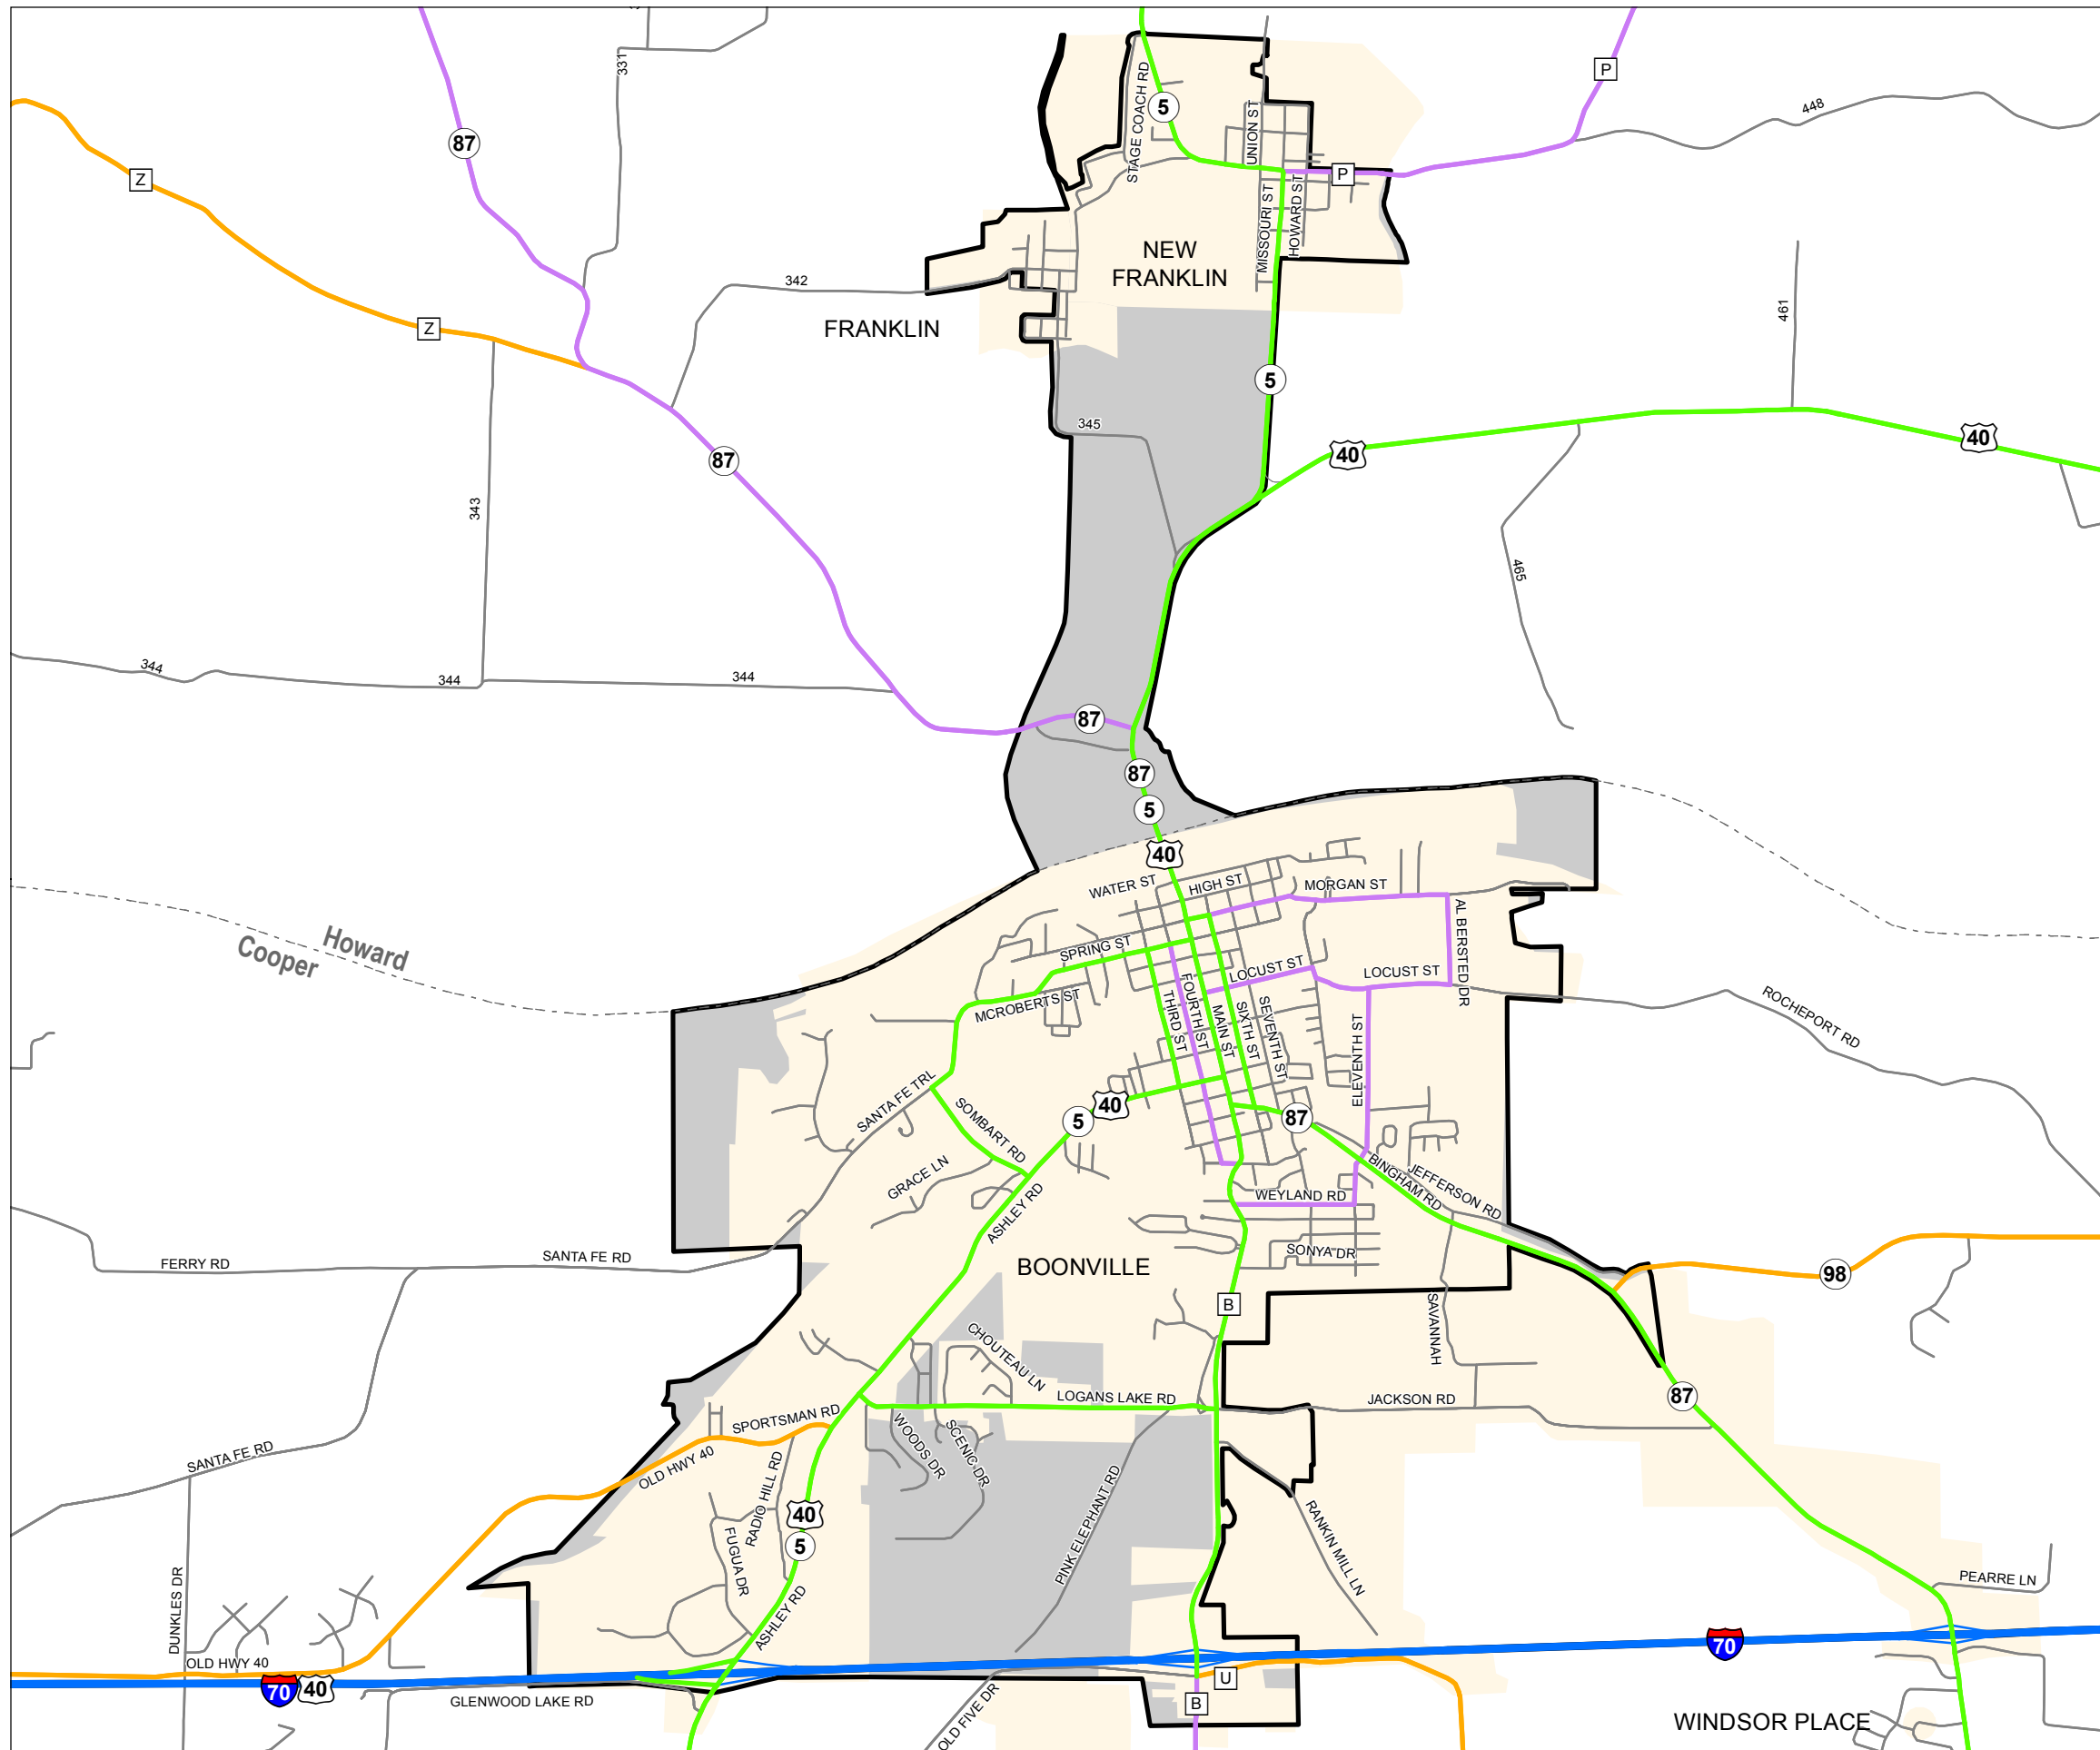 331
STAGE COACH RD
5
UNION ST
P
448
87
Z
P
MISSOURI ST
HOWARD ST
NEW
FRANKLIN
342
461
Z
FRANKLIN
5
345
40
40
87
343
465
344
344
344
87
87
5
40
WATER ST
HIGH ST
MORGAN ST
AL BERSTED DR
Howard
Cooper
SPRING ST
LOCUST ST
LOCUST ST
MCROBERTS ST
THIRD ST
FOURTH ST
MAIN ST
SIXTH ST
SEVENTH ST
ELEVENTH ST
ROCHEPORT RD
SANTA FE TRL
SOMBART RD
40
5
87
GRACE LN
ASHLEY RD
BINGHAM RD
JEFFERSON RD
WEYLAND RD
SONYA DR
FERRY RD
SANTA FE RD
BOONVILLE
98
B
SAVANNAH
CHOUTEAU LN
LOGANS LAKE RD
JACKSON RD
87
SPORTSMAN RD
WOODS DR
SCENIC DR
SANTA FE RD
OLD HWY 40
RADIO HILL RD
40
5
FUGUA DR
PINK ELEPHANT RD
RANKIN MILL LN
DUNKLES DR
PEARRE LN
ASHLEY RD
OLD HWY 40
70
40
70
GLENWOOD LAKE RD
OLD FIVE DR
U
B
WINDSOR PLACE